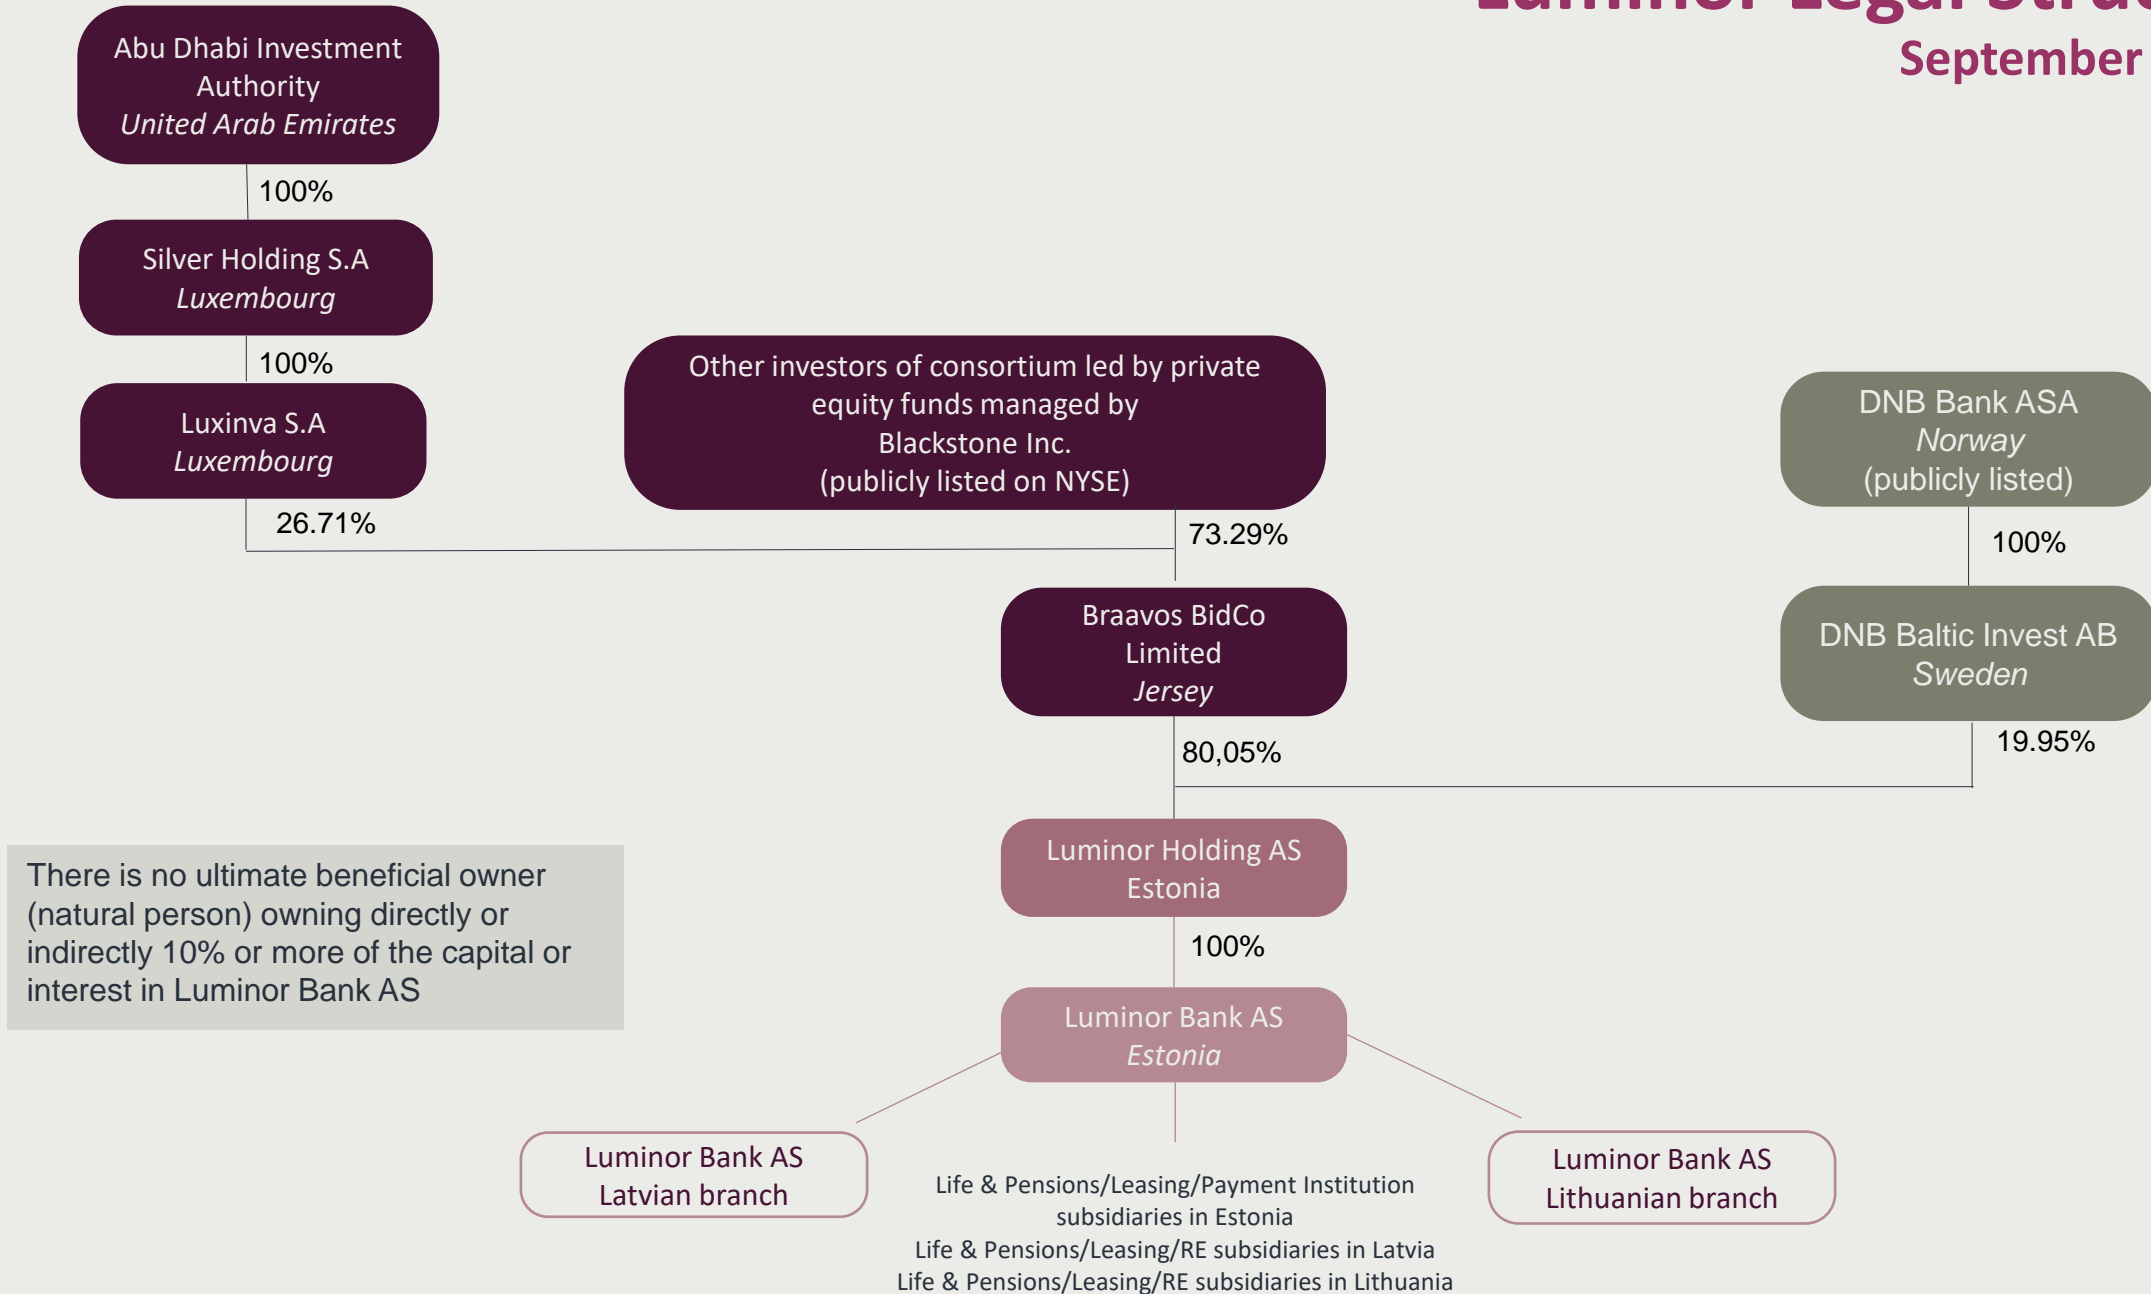 Luminor Legal
September
Abu Dhabi Investment
Authority
United Arab Emirates
100%
Silver Holding S.A
Luxembourg
100%
Luxinva S.A
Luxembourg
26.71%
Other investors of consortium led by private
equity funds managed by
Blackstone Inc.
(publicly listed on NYSE)
73.29%
DNB Bank ASA
Norway
(publicly listed)
100%
DNB Baltic Invest AB
Sweden
19.95%
Braavos BidCo
Limited
Jersey
80,05%
Luminor Holding AS
Estonia
100%
Luminor Bank AS
Estonia
There is no ultimate beneficial owner
(natural person) owning directly or
indirectly 10% or more of the capital or
interest in Luminor Bank AS
Luminor Bank AS
Latvian branch
Life & Pensions/Leasing/Payment Institution
subsidiaries in Estonia
Life & Pensions/Leasing/RE subsidiaries in Latvia
Life & Pensions/Leasing/RE subsidiaries in Lithuania
Luminor Bank AS
Lithuanian branch